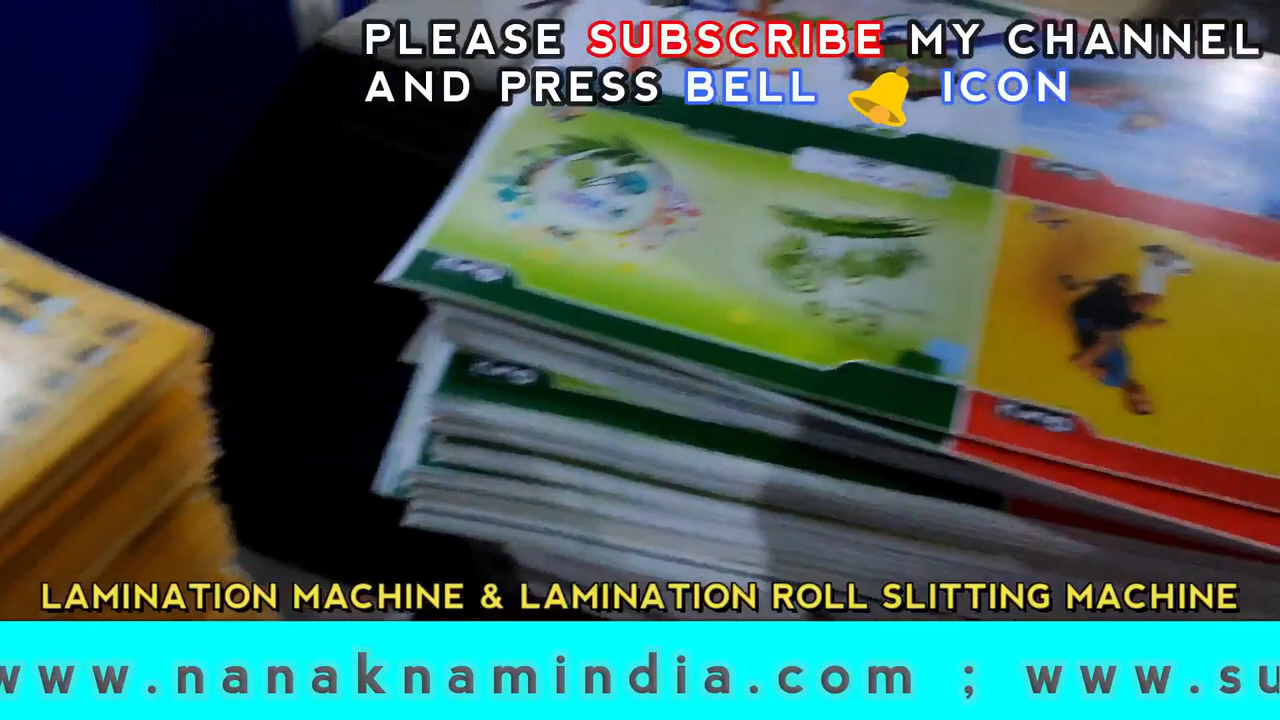 PLEASE SUBSCRIBE MY CHANNEL
AND PRESS BELL ICON
LAMINATION MACHINE & LAMINATION ROLL SLITTING MACHINE
www.nanaknamindia.com ; www.su